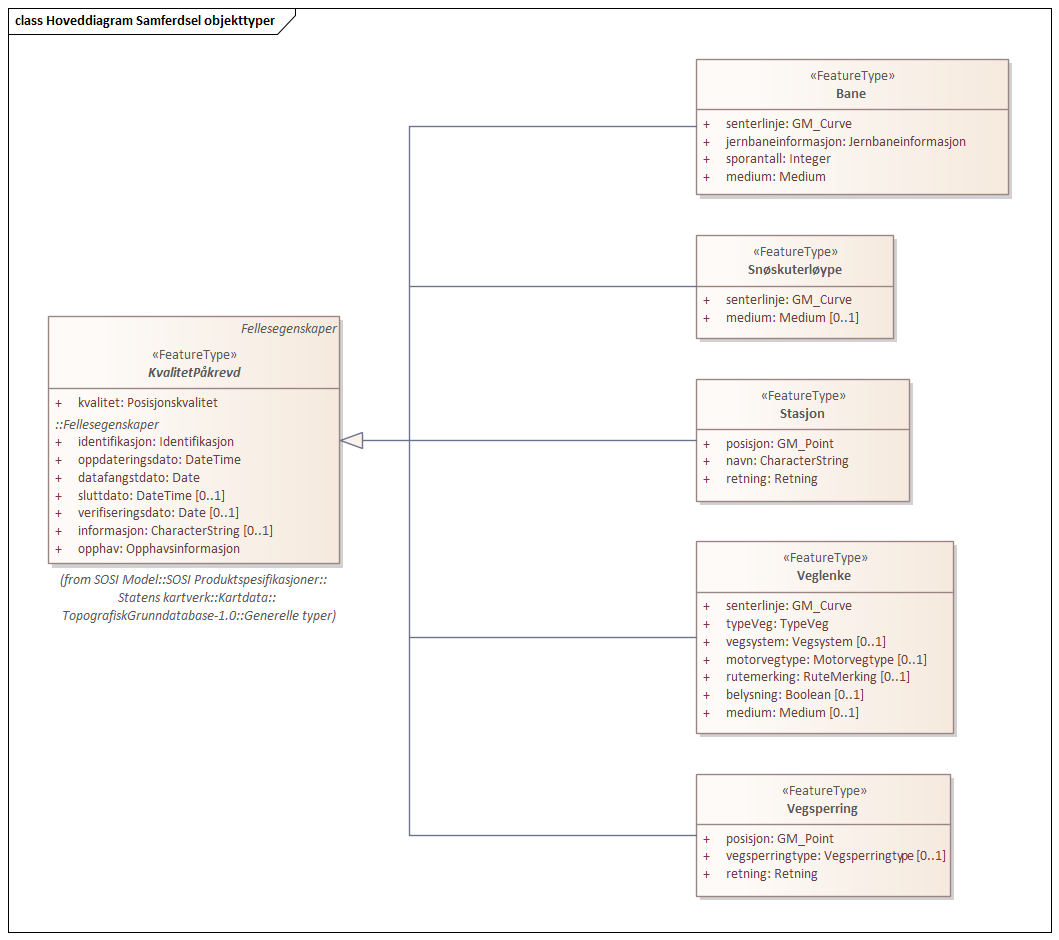 class Hoveddiagram Samferdsel objekttyper
«FeatureType»
Bane
+ senterlinje: GM_Curve
+ jernbaneinformasjon: Jernbaneinformasjon
+ sporantall: Integer
+ medium: Medium
«FeatureType»
Snøskuterløype
+ senterlinje: GM_Curve
+ medium: Medium [0..1]
Fellesegenskaper
«FeatureType»
KvalitetPåkrevd
+ kvalitet: Posisjonskvalitet
::Fellesegenskaper
+ identifikasjon: Identifikasjon
+ oppdateringsdato: DateTime
+ datafangstdato: Date
+ sluttdato: DateTime [0..1]
+ verifiseringsdato: Date [0..1]
+ informasjon: CharacterString [0..1]
+ opphav: Opphavsinformasjon
(from SOSI Model::SOSI Produktspesifikasjoner::
Statens kartverk::Kartdata::
TopografiskGrunndatabase-1.0::Generelle typer)
«FeatureType»
Stasjon
+ posisjon: GM_Point
+ navn: CharacterString
+ retning: Retning
«FeatureType»
Veglenke
+ senterlinje: GM_Curve
+ typeVeg: TypeVeg
+ vegsystem: Vegsystem [0..1]
+ motorvegtype: Motorvegtype [0..1]
+ rutemerking: RuteMerking [0..1]
+ belysning: Boolean [0..1]
+ medium: Medium [0..1]
«FeatureType»
Vegsperring
+ posisjon: GM_Point
+ vegsperringtype: Vegsperringtype [0..1]
+ retning: Retning